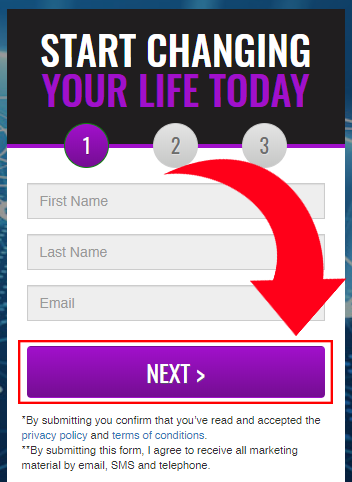 START CHANGING
YOUR LIFE TODAY
1 2 3
First Name
Last Name
Email
NEXT >
*By submitting you confirm that you've read and accepted the
privacy policy and terms of conditions.
**By submitting this form, I agree to receive all marketing
material by email, SMS and telephone.